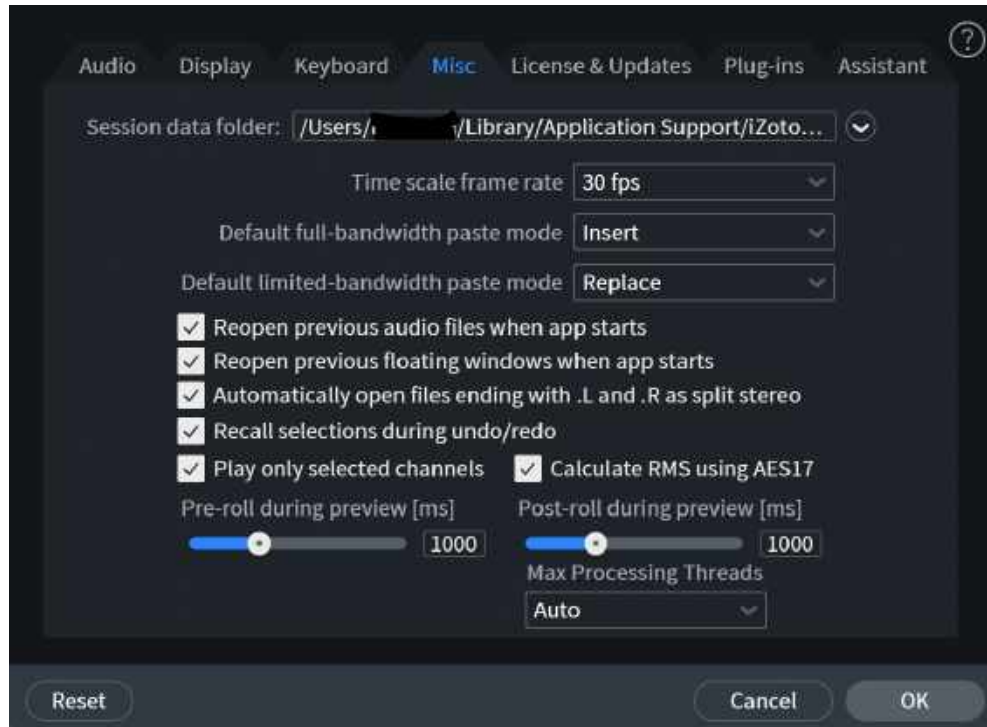 ?
Audio Display Keyboard Misc License & Updates Plug-ins Assistant
Session data folder: /Users/ /Library/Application Support/iZoto...
Time scale frame rate 30 fps
Default full-bandwidth paste mode Insert
Default limited-bandwidth paste mode Replace
Reopen previous audio files when app starts
Reopen previous floating windows when app starts
Automatically open files ending with .L and .R as split stereo
Recall selections during undo/redo
Play only selected channels Calculate RMS using AES17
Pre-roll during preview [ms] Post-roll during preview [ms]
1000 1000
Max Processing Threads
Auto
Reset Cancel OK